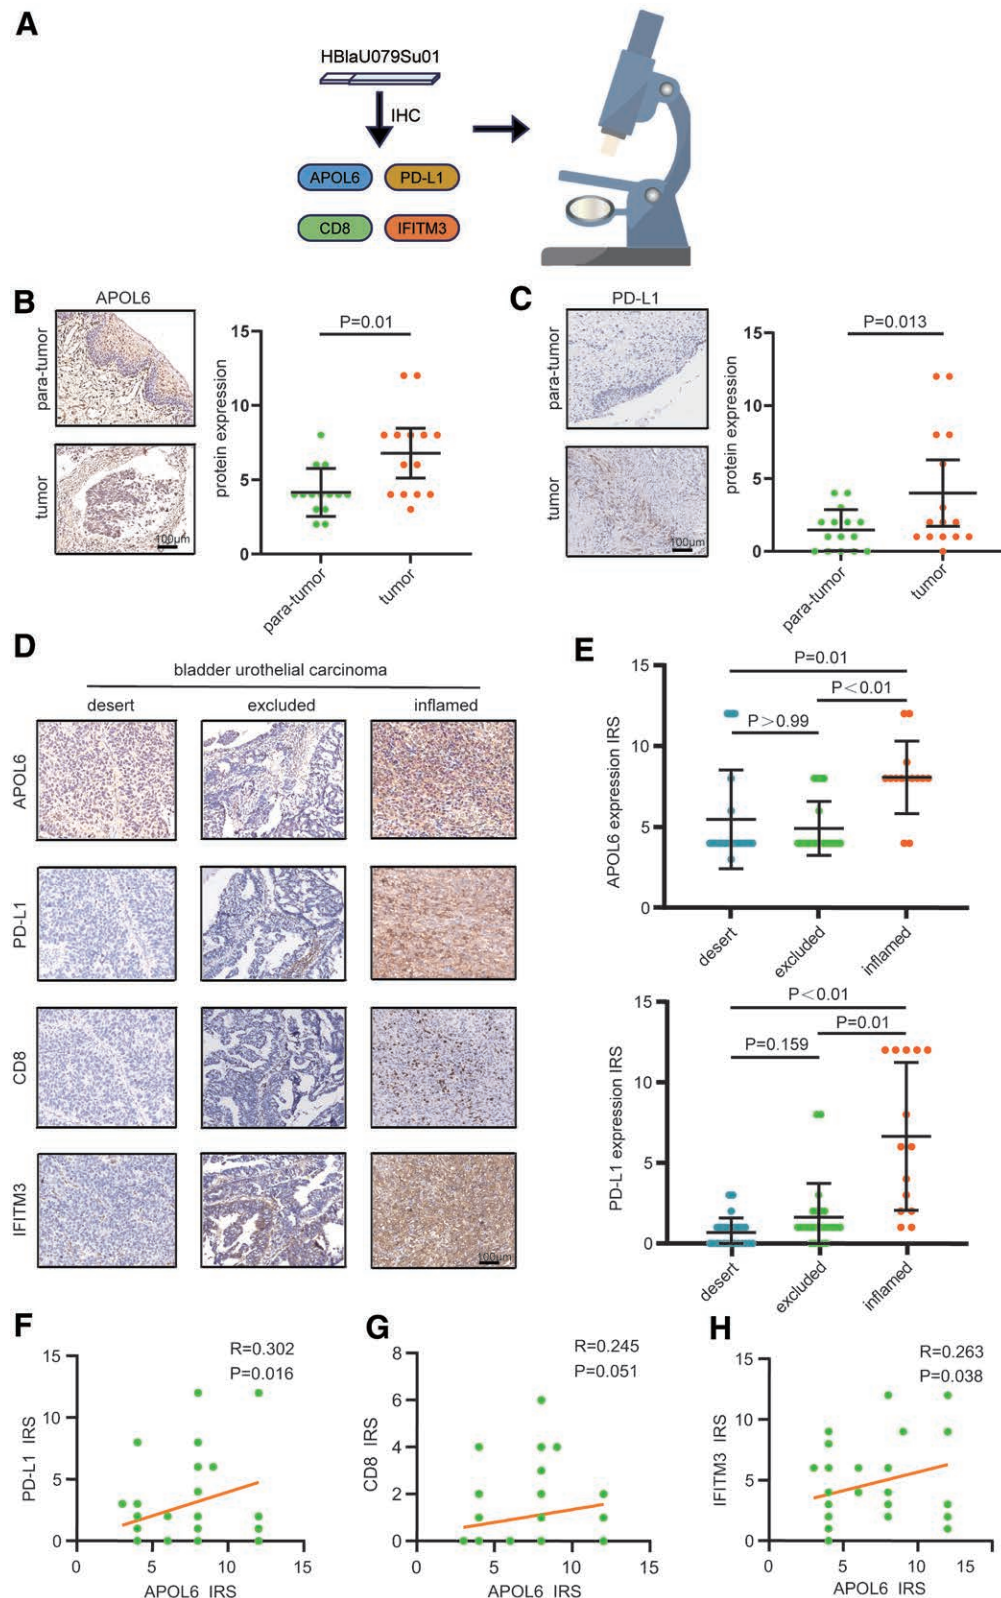 A
HBlaU079Su01
IHC
APOL6 PD-L1
CD8 IFITM3
B
APOL6
para-tumor
tumor
100μm
protein expression
15
10
5
0
P=0.01
para-tumor
tumor
C
PD-L1
para-tumor
tumor
100μm
protein expression
15
10
5
0
P=0.013
para-tumor
tumor
D
bladder urothelial carcinoma
desert excluded inflamed
APOL6
PD-L1
CD8
IFITM3
100μm
E
APOL6 expression IRS
15
10
5
0
P=0.01
P<0.01
P>0.99
desert
excluded
inflamed
PD-L1 expression IRS
15
10
5
0
P<0.01
P=0.01
P=0.159
desert
excluded
inflamed
F
R=0.302
P=0.016
PD-L1 IRS
15
10
5
0
0 5 10 15
APOL6 IRS
G
R=0.245
P=0.051
CD8 IRS
8
6
4
2
0
0 5 10 15
APOL6 IRS
H
R=0.263
P=0.038
IFITM3 IRS
15
10
5
0
0 5 10 15
APOL6 IRS